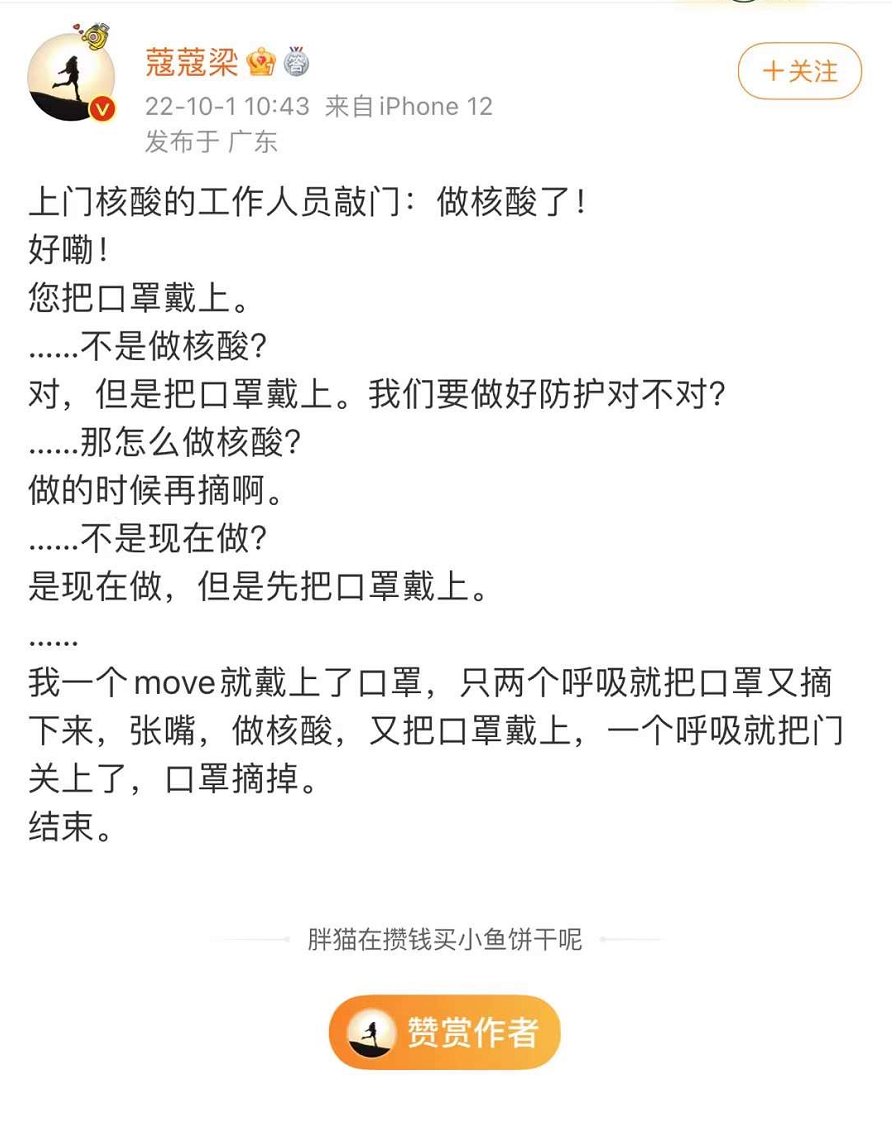 蔻蔻梁
22-10-1 10:43 来自 iPhone 12
发布于 广东
＋关注
上门核酸的工作人员敲门：做核酸了！
好嘞！
您把口罩戴上。
……不是做核酸？
对，但是把口罩戴上。我们要做好防护对不对？
……那怎么做核酸？
做的时候再摘啊。
……不是现在做？
是现在做，但是先把口罩戴上。
……
我一个move就戴上了口罩，只两个呼吸就把口罩又摘
下来，张嘴，做核酸，又把口罩戴上，一个呼吸就把门
关上了，口罩摘掉。
结束。
胖猫在攒钱买小鱼饼干呢
赞赏作者